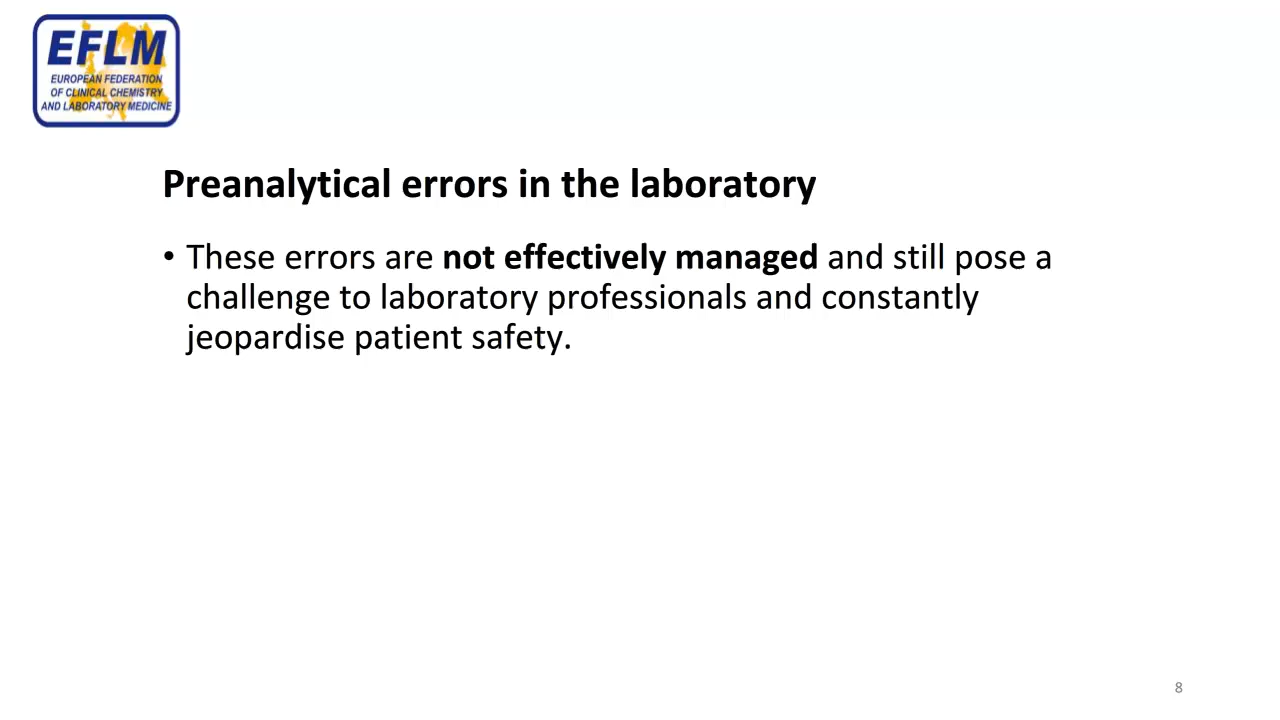 EFLM
EUROPEAN FEDERATION
OF CLINICAL CHEMISTRY
AND LABORATORY MEDICINE
Preanalytical errors in the laboratory
• These errors are not effectively managed and still pose a
challenge to laboratory professionals and constantly
jeopardise patient safety.
8